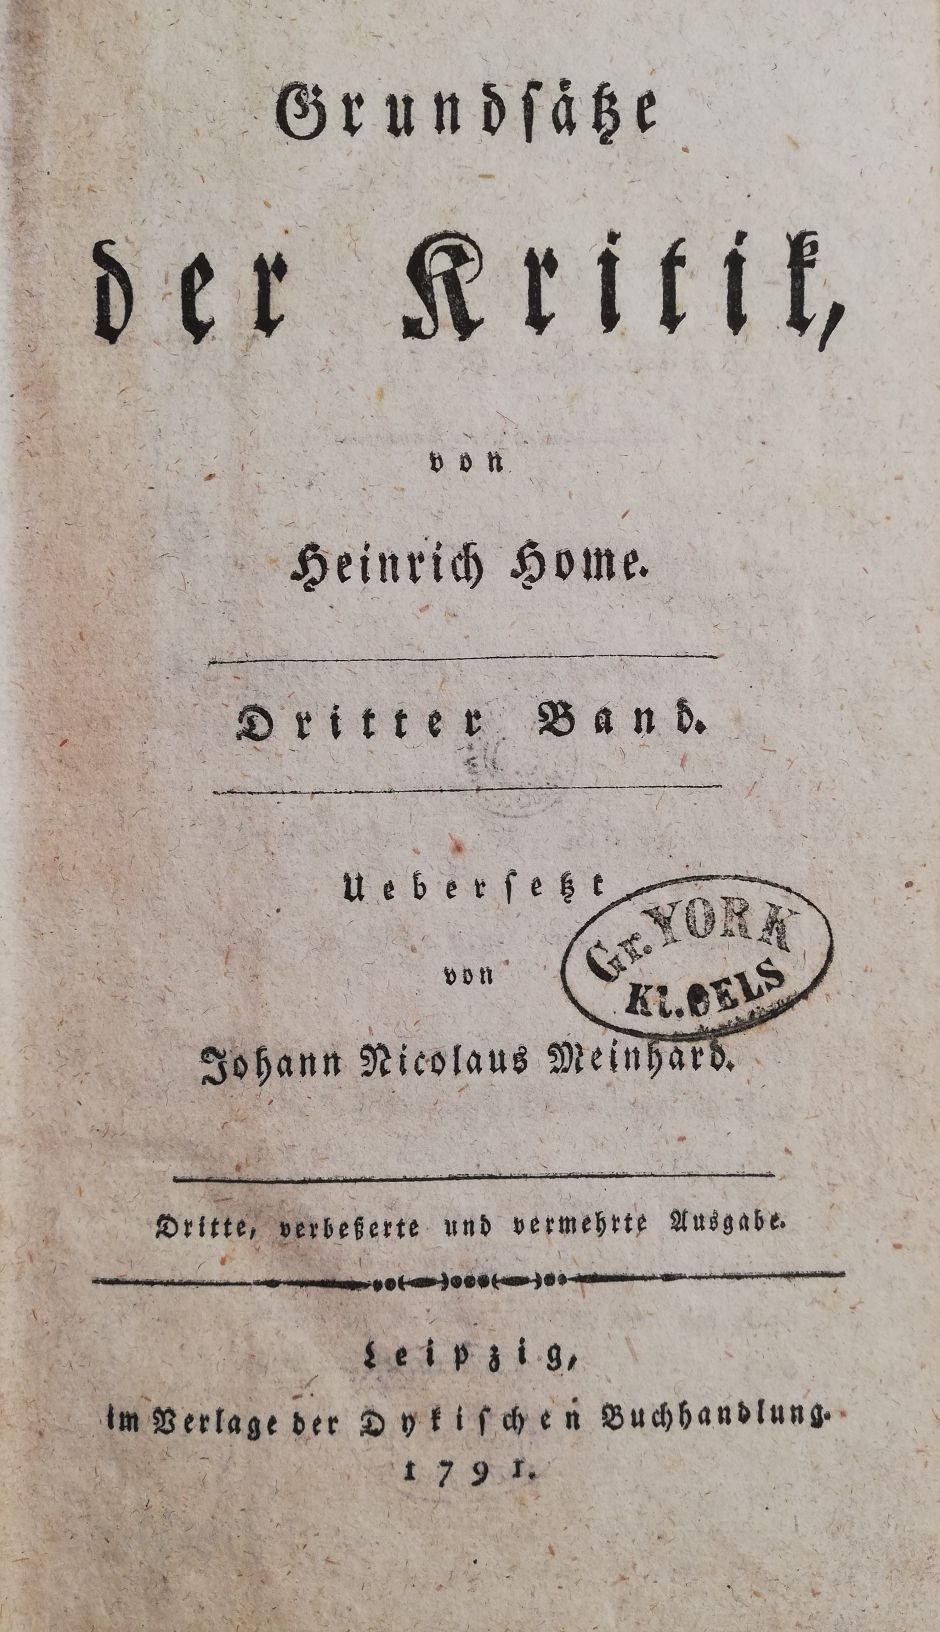 Grundsätze
der Kritik,
von
Heinrich Home.
Dritter Band.
Uebersetzt
von
Gr. YORK
Kl. OELS
Johann Nicolaus Meinhard.
Dritte, verbeßerte und vermehrte Ausgabe.
Leipzig,
im Verlage der Dykischen Buchhandlung.
1791.